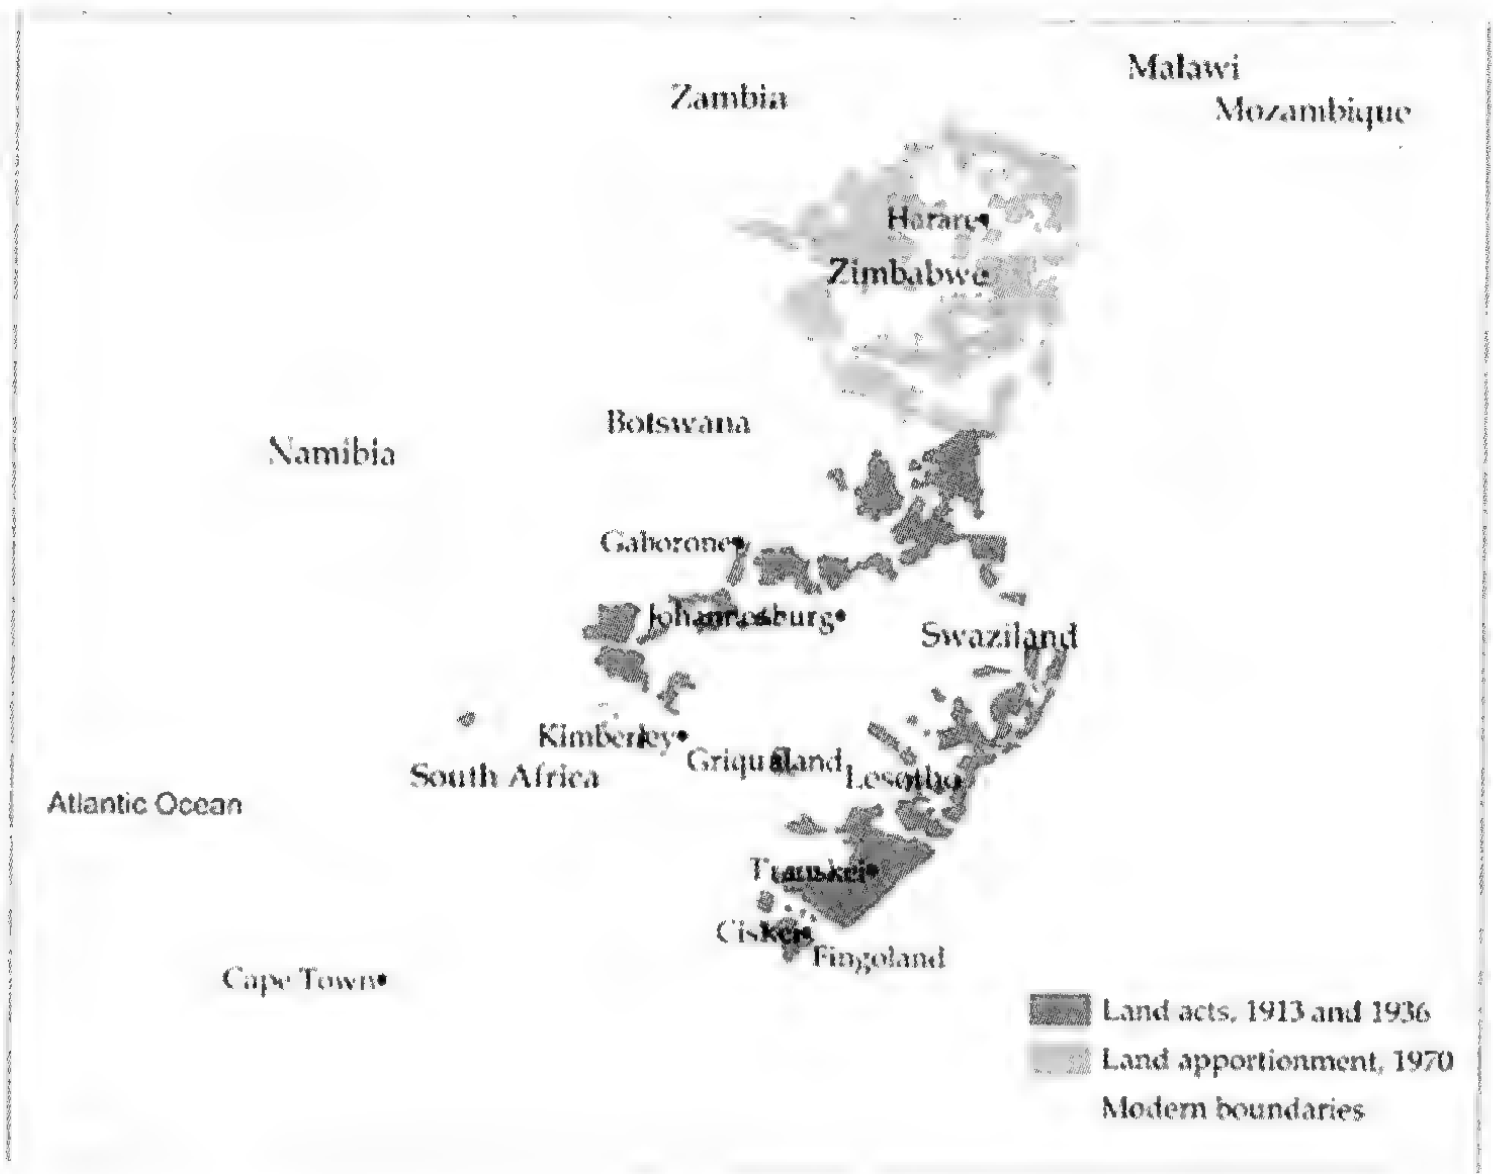 Malawi
Zambia
Mozambique
Harare
Zimbabwe
Botswana
Namibia
Gaborone
Johannesburg
Swaziland
Kimberley
Griqualand
South Africa
Lesotho
Atlantic Ocean
Transkei
Ciskei
Fingoland
Cape Town
Land acts, 1913 and 1936
Land apportionment, 1970
Modern boundaries